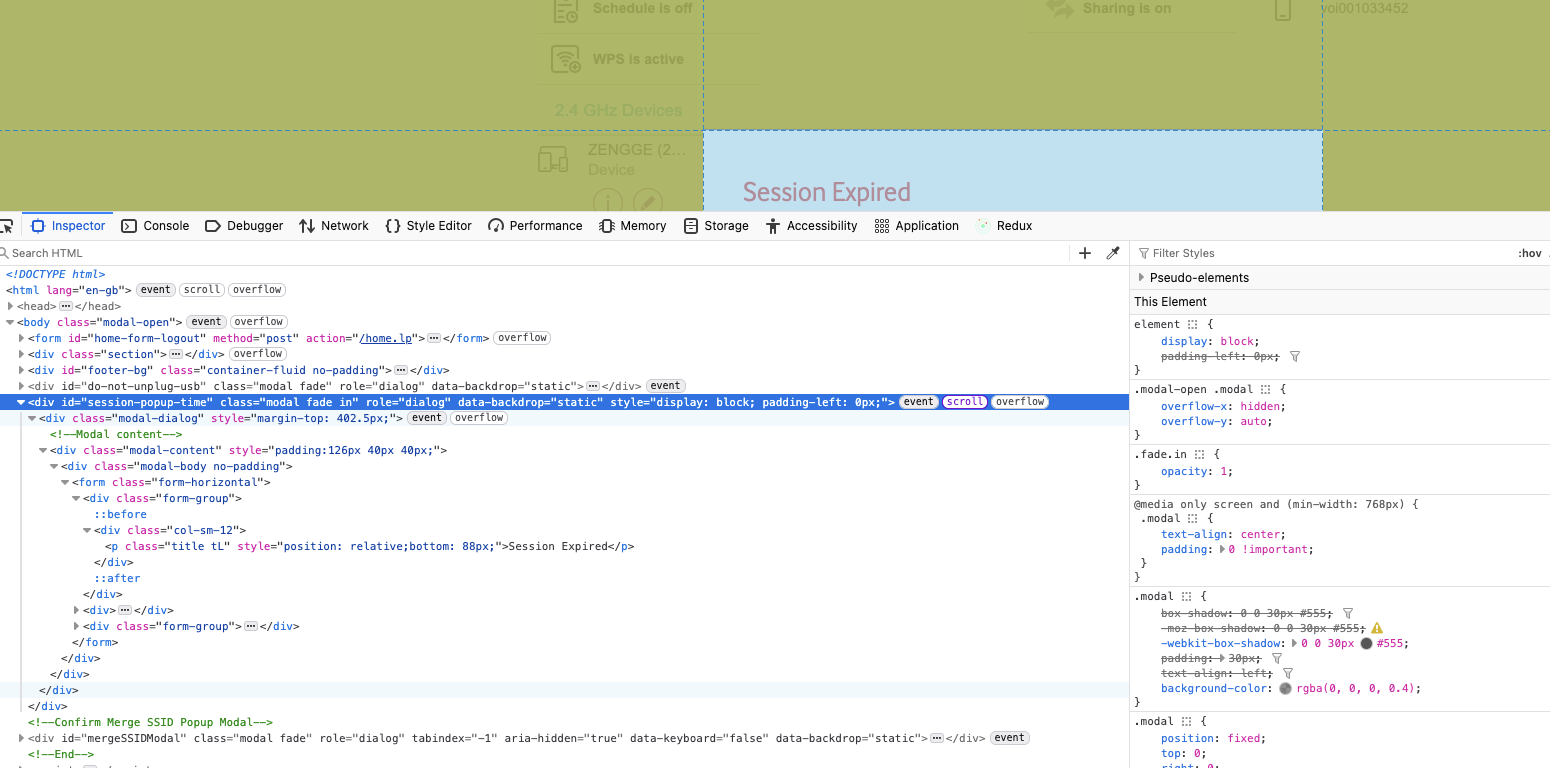 Schedule is off
Sharing is on
voi001033452
WPS is active
2.4 GHz Devices
ZENGGE (2...
Device
Session Expired
Inspector Console Debugger Network Style Editor Performance Memory Storage Accessibility Application Redux
Search HTML
Filter Styles
:hov
<!DOCTYPE html>
<html lang="en-gb"> event scroll overflow
<head> ... </head>
<body class="modal-open"> event overflow
<form id="home-form-logout" method="post" action="/home.lp"> ... </form> overflow
<div class="section"> ... </div> overflow
<div id="footer-bg" class="container-fluid no-padding"> ... </div>
<div id="do-not-unplug-usb" class="modal fade" role="dialog" data-backdrop="static"> ... </div> event
<div id="session-popup-time" class="modal fade in" role="dialog" data-backdrop="static" style="display: block; padding-left: 0px;"> event scroll overflow
<div class="modal-dialog" style="margin-top: 402.5px;"> event overflow
<!--Modal content-->
<div class="modal-content" style="padding:126px 40px 40px;">
<div class="modal-body no-padding">
<form class="form-horizontal">
<div class="form-group">
::before
<div class="col-sm-12">
<p class="title tL" style="position: relative;bottom: 88px;">Session Expired</p>
</div>
::after
</div>
<div> ... </div>
<div class="form-group"> ... </div>
</form>
</div>
</div>
</div>
</div>
<!--Confirm Merge SSID Popup Modal-->
<div id="mergeSSIDModal" class="modal fade" role="dialog" tabindex="-1" aria-hidden="true" data-keyboard="false" data-backdrop="static"> ... </div> event
<!--End-->
Pseudo-elements
This Element
element {
display: block;
padding-left: 0px;
}
.modal-open .modal {
overflow-x: hidden;
overflow-y: auto;
}
.fade.in {
opacity: 1;
}
@media only screen and (min-width: 768px) {
.modal {
text-align: center;
padding: 0 !important;
}
}
.modal {
box-shadow: 0 0 30px #555;
-moz-box-shadow: 0 0 30px #555;
-webkit-box-shadow: 0 0 30px #555;
padding: 30px;
text-align: left;
background-color: rgba(0, 0, 0, 0.4);
}
.modal {
position: fixed;
top: 0;
right: 0;